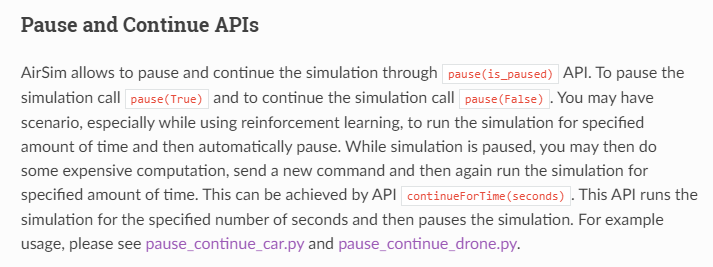 Pause and Continue APIs
AirSim allows to pause and continue the simulation through pause(is_paused) API. To pause the
simulation call pause(True) and to continue the simulation call pause(False) . You may have
scenario, especially while using reinforcement learning, to run the simulation for specified
amount of time and then automatically pause. While simulation is paused, you may then do
some expensive computation, send a new command and then again run the simulation for
specified amount of time. This can be achieved by API continueForTime(seconds) . This API runs the
simulation for the specified number of seconds and then pauses the simulation. For example
usage, please see pause_continue_car.py and pause_continue_drone.py.